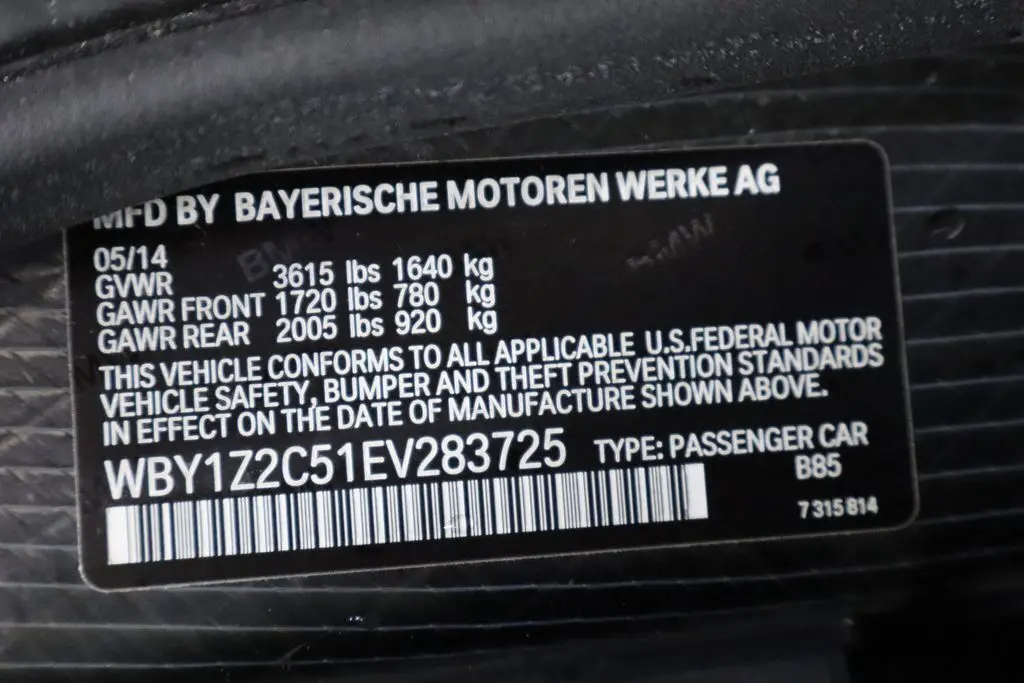 MFD BY BAYERISCHE MOTOREN WERKE AG
05/14
GVWR 3615 lbs 1640 kg
GAWR FRONT 1720 lbs 780 kg
GAWR REAR 2005 lbs 920 kg
THIS VEHICLE CONFORMS TO ALL APPLICABLE U.S.FEDERAL MOTOR
VEHICLE SAFETY, BUMPER AND THEFT PREVENTION STANDARDS
IN EFFECT ON THE DATE OF MANUFACTURE SHOWN ABOVE.
WBY1Z2C51EV283725 TYPE: PASSENGER CAR
B85
7 315 814